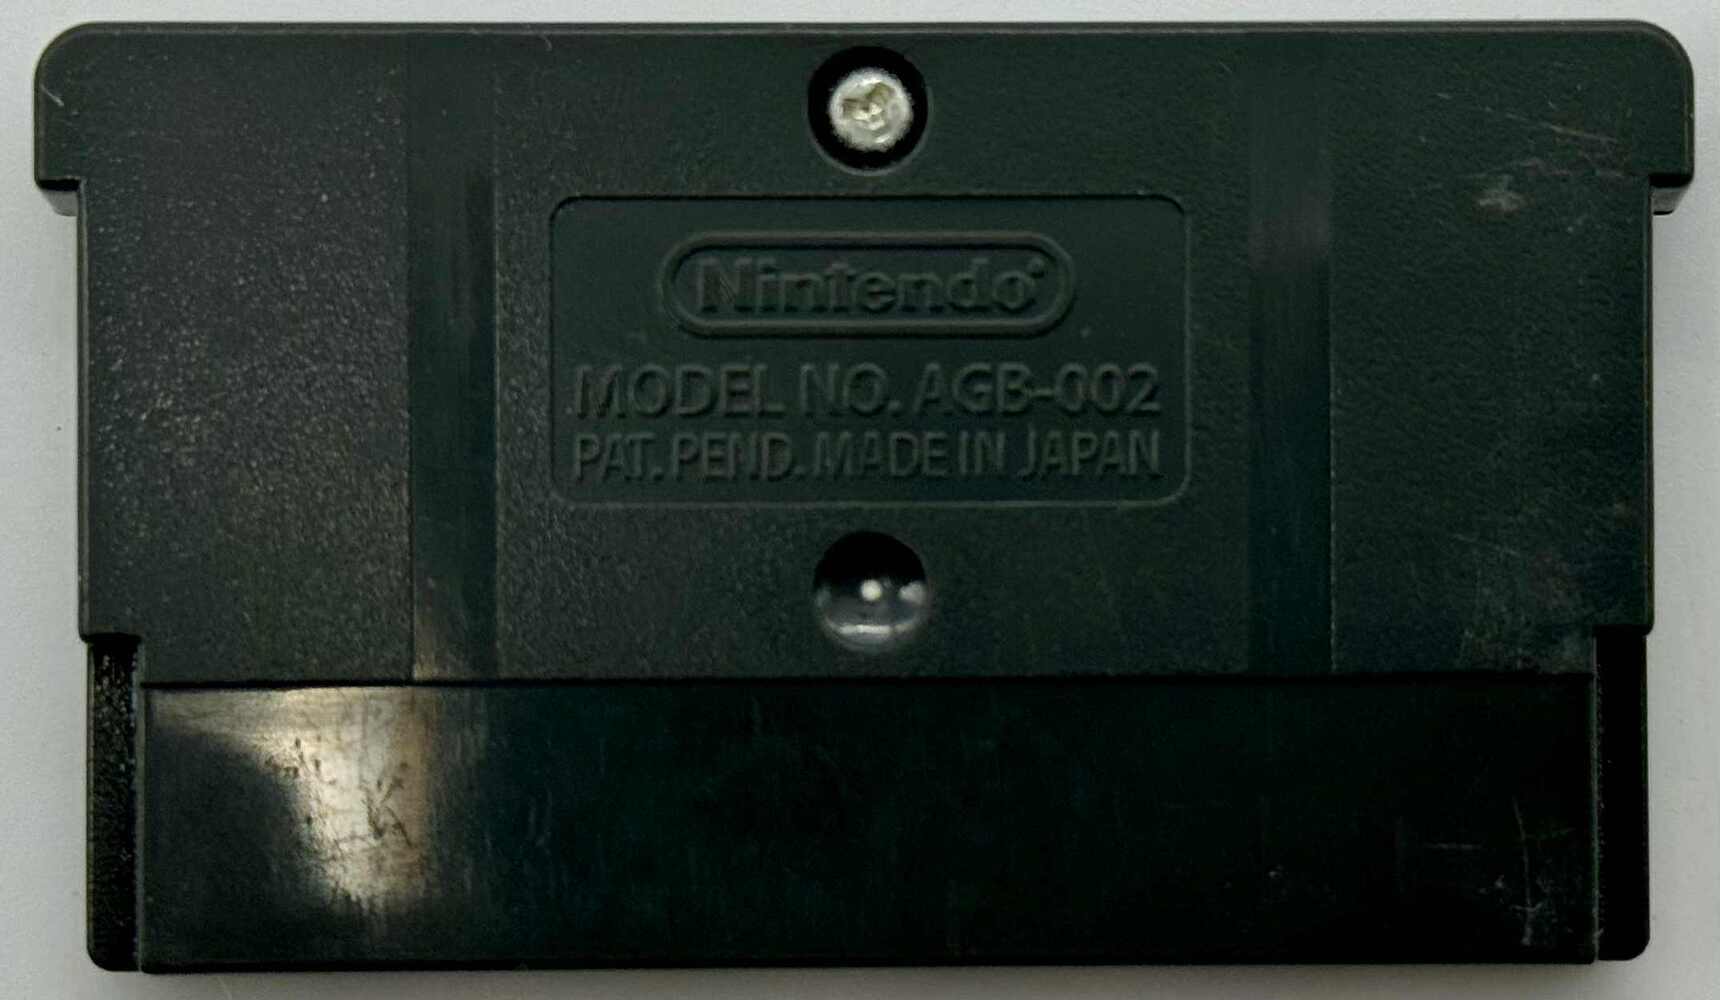 Nintendo
MODEL NO. AGB-002
PAT. PEND. MADE IN JAPAN